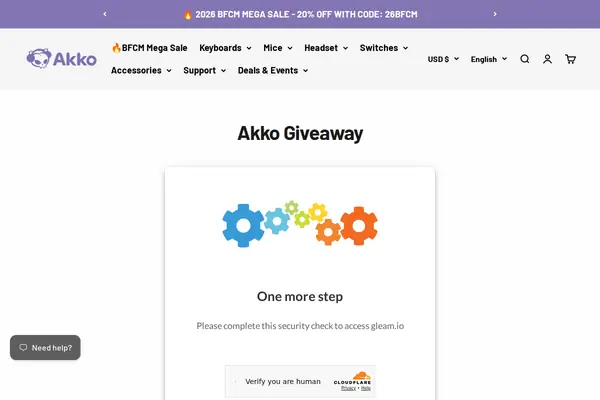 🔥 2026 BFCM MEGA SALE - 20% OFF WITH CODE: 26BFCM
Akko
🔥BFCM Mega Sale Keyboards Mice Headset Switches
Accessories Support Deals & Events
USD $ English
Akko Giveaway
One more step
Please complete this security check to access gleam.io
Need help?
Verify you are human
CLOUDFLARE
Privacy • Help